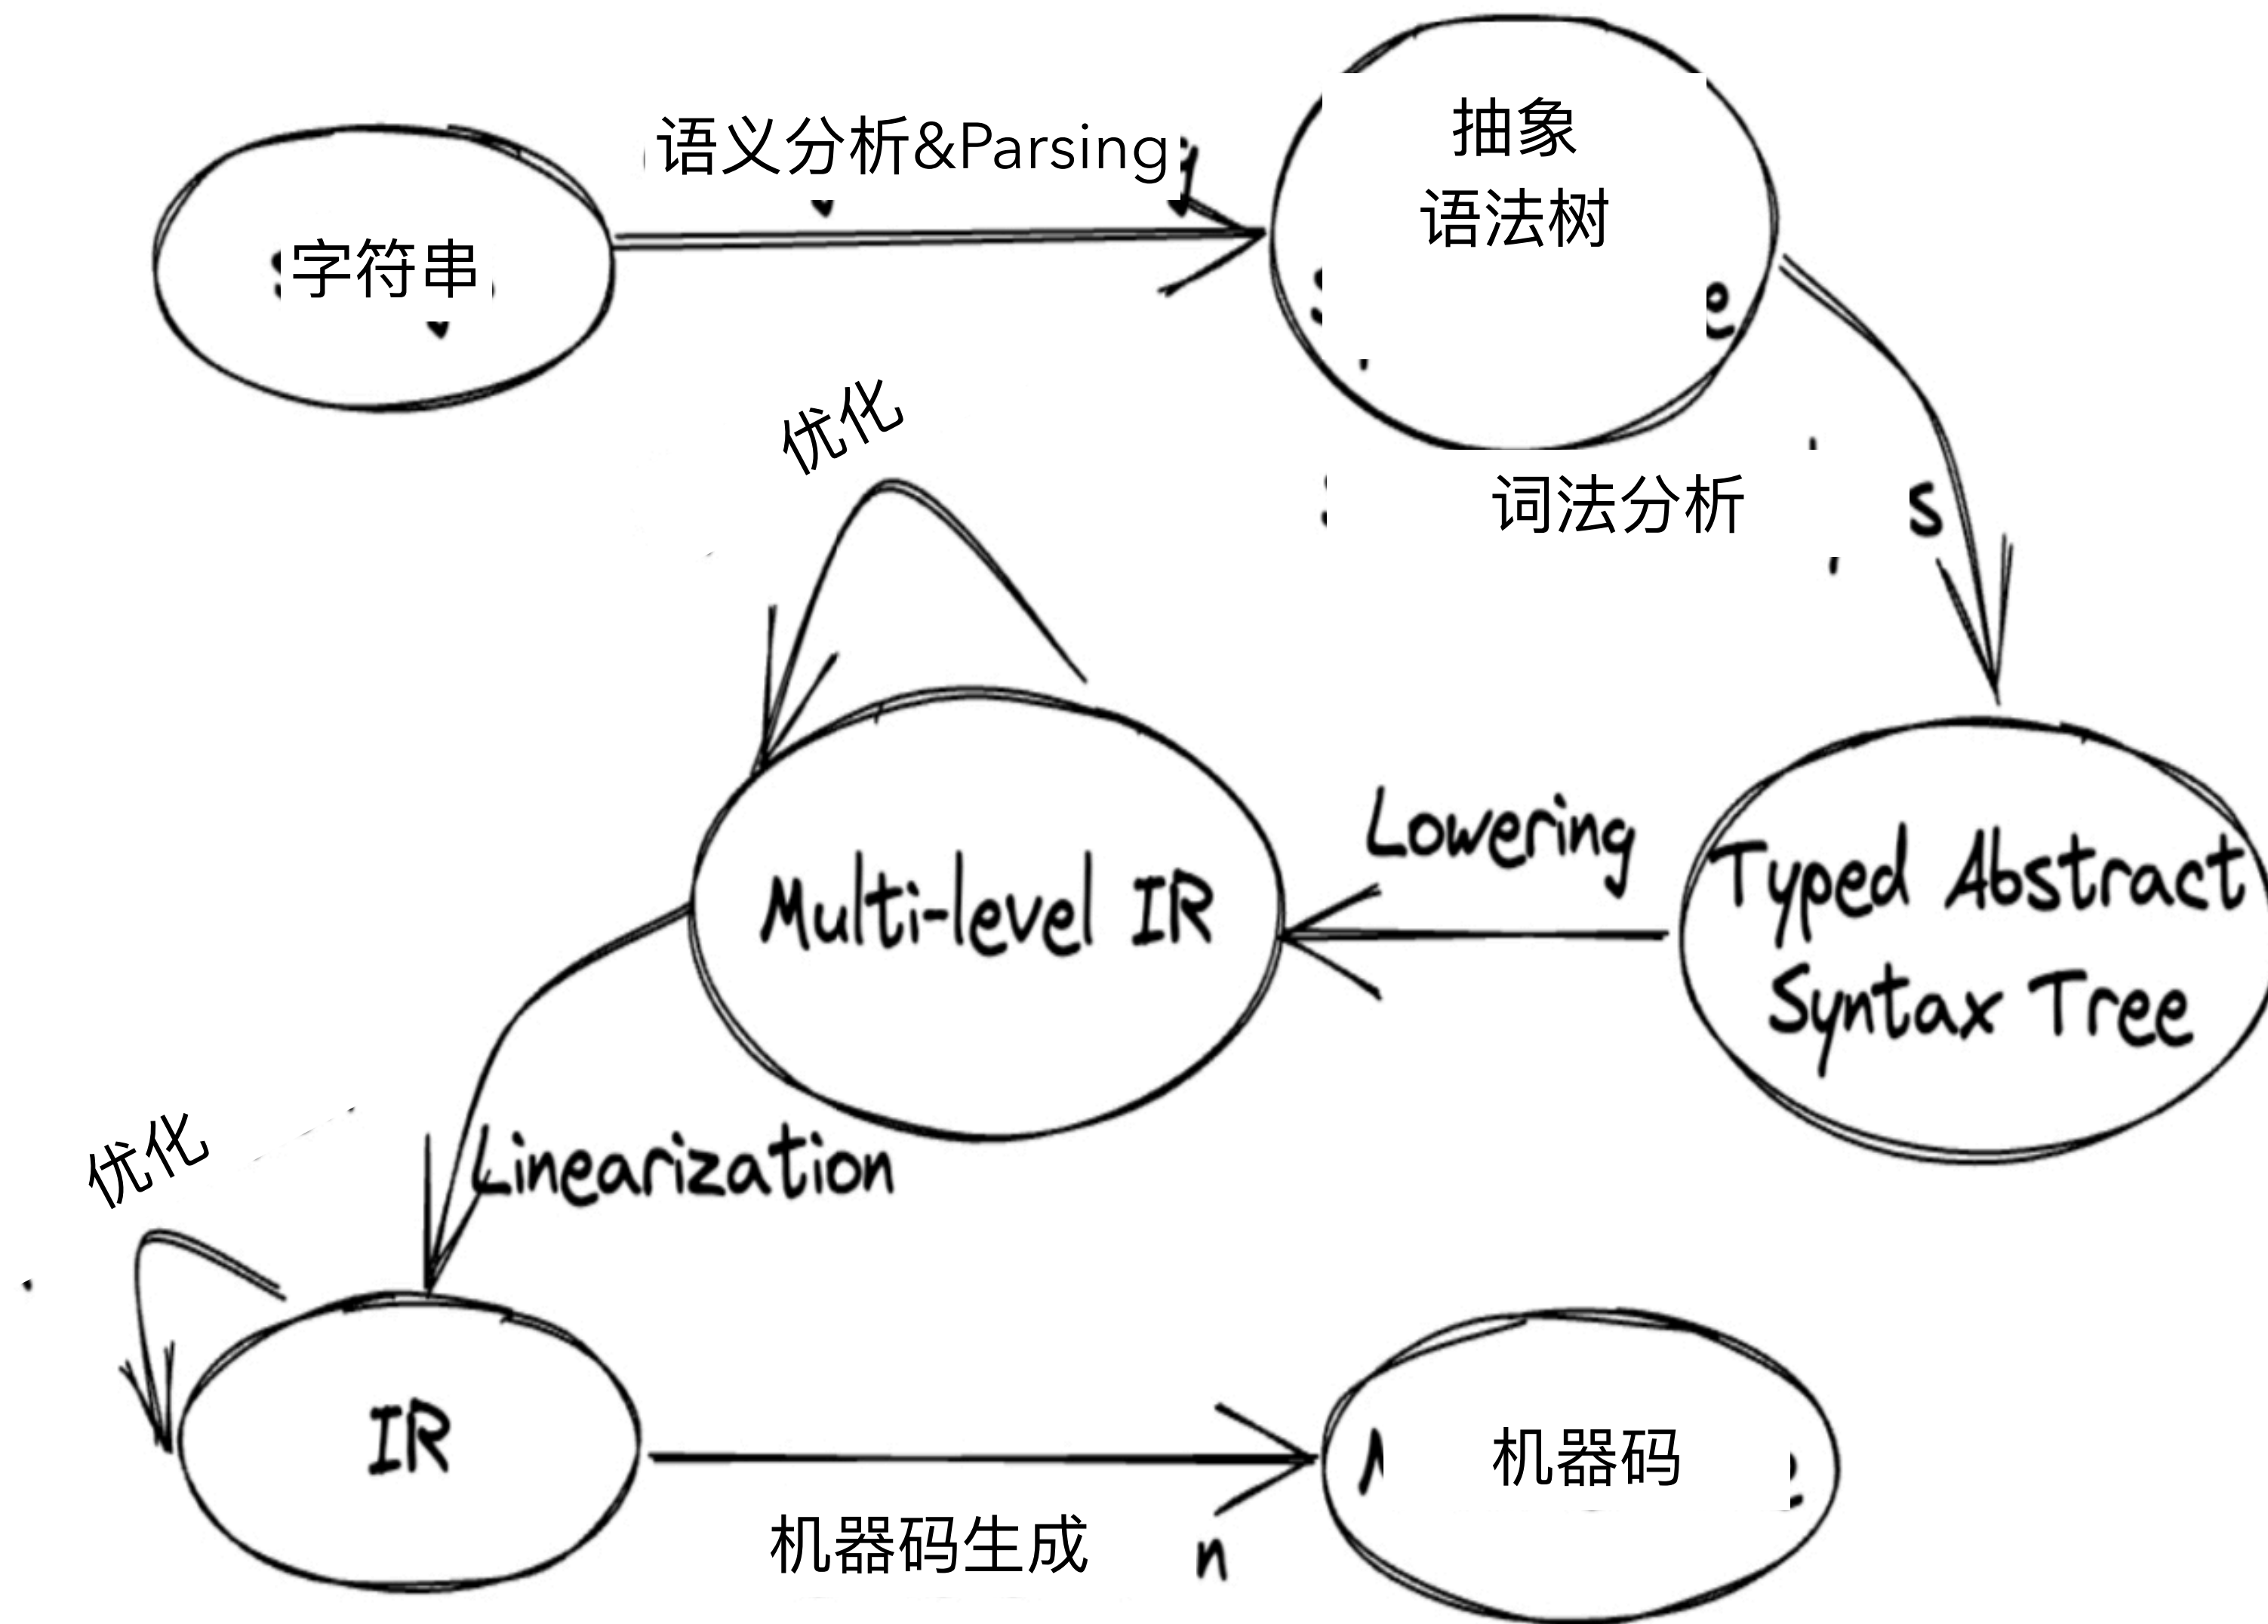 语义分析&Parsing
抽象
语法树
字符串
优化
词法分析
Lowering
Multi-level IR
Typed Abstract
Syntax Tree
优化
Linearization
IR
机器码
机器码生成